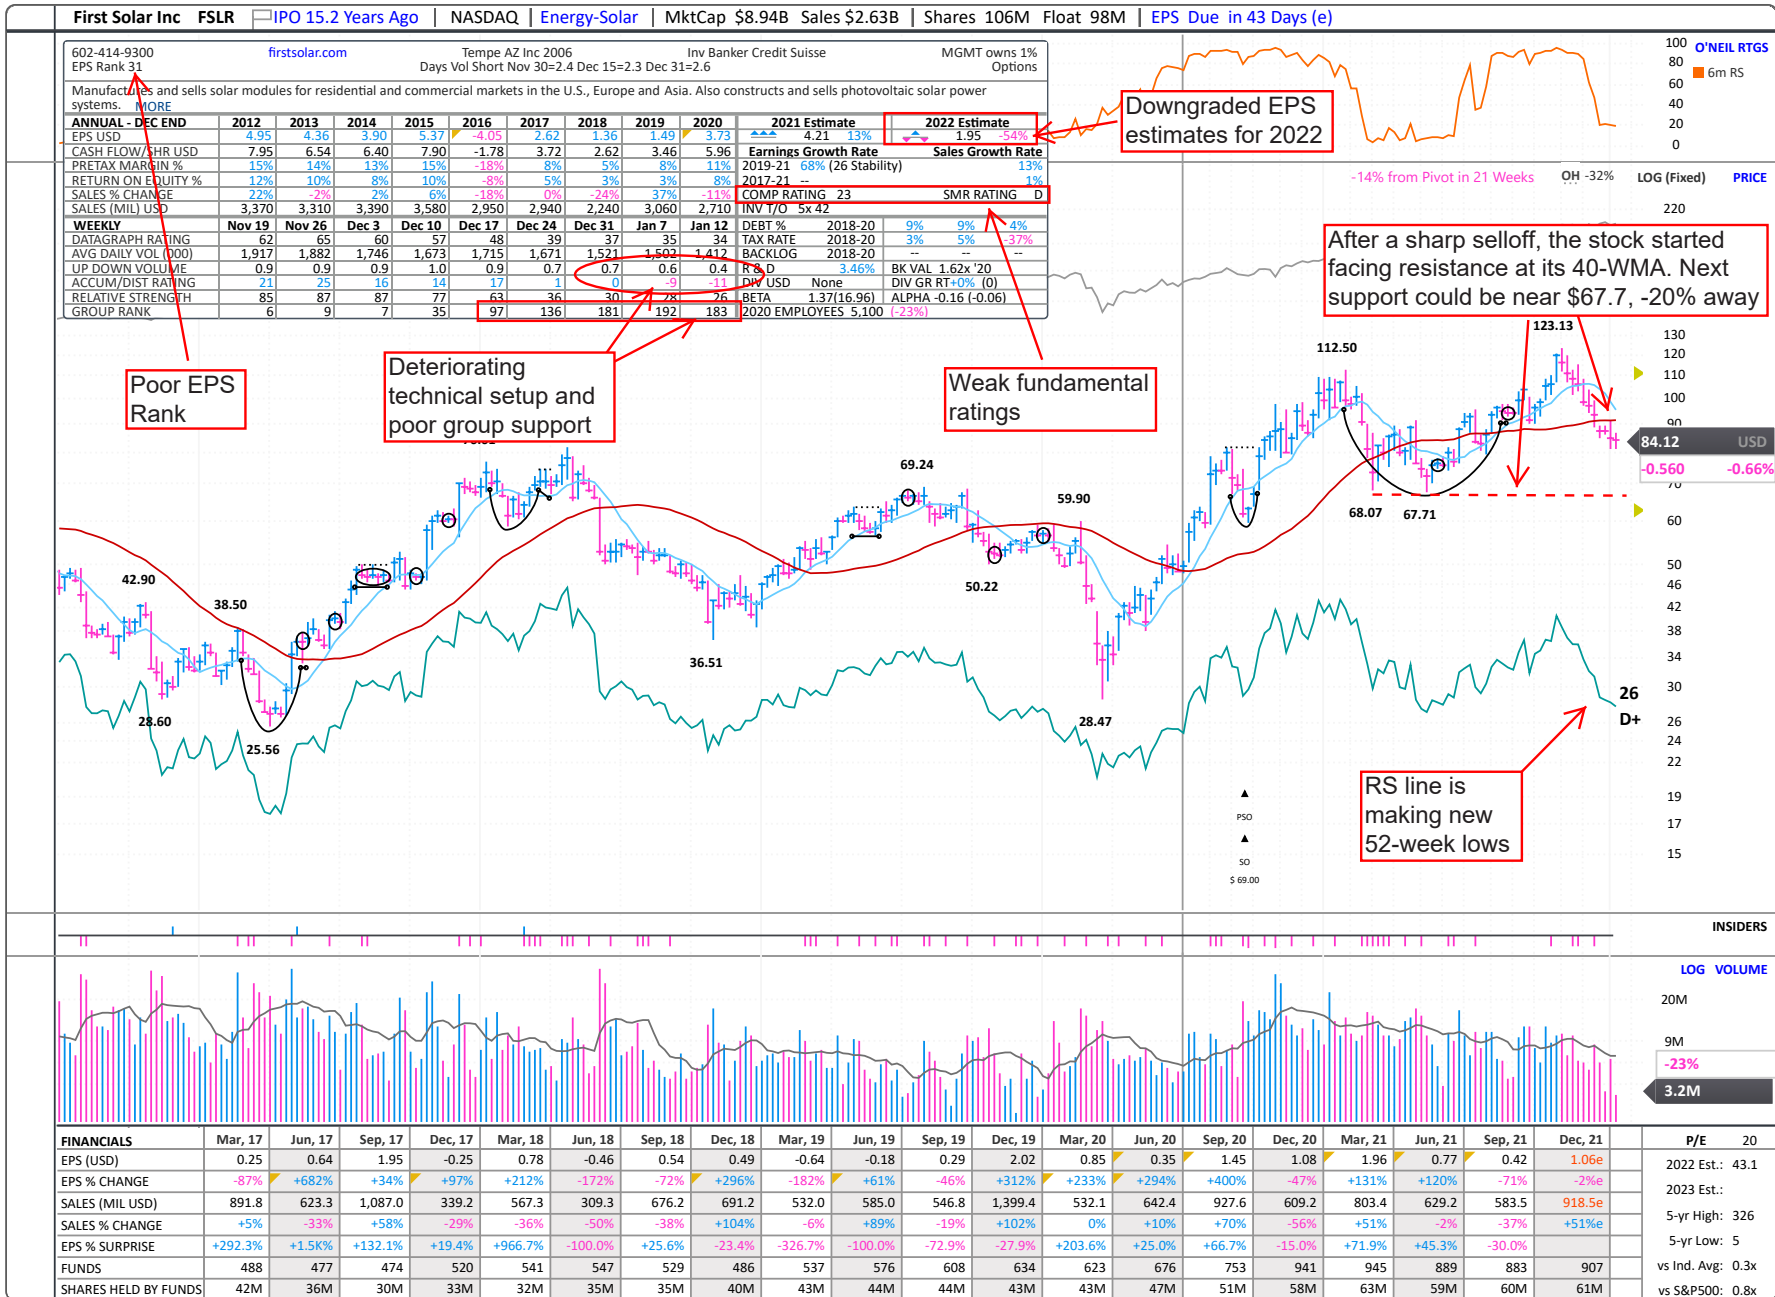 First Solar Inc FSLR IPO 15.2 Years Ago NASDAQ Energy-Solar MktCap $8.94B Sales $2.63B Shares 106M Float 98M EPS Due in 43 Days (e)
602-414-9300 firstsolar.com Tempe AZ Inc 2006 Inv Banker Credit Suisse MGMT owns 1%
EPS Rank 31 Days Vol Short Nov 30=2.4 Dec 15=2.3 Dec 31=2.6 Options
Manufactures and sells solar modules for residential and commercial markets in the U.S., Europe and Asia. Also constructs and sells photovoltaic solar power
systems. MORE
ANNUAL - DEC END 2012 2013 2014 2015 2016 2017 2018 2019 2020 2021 Estimate 2022 Estimate
EPS USD 4.95 4.36 3.90 5.37 -4.05 2.62 1.36 1.49 3.73 4.21 13% 1.95 -54%
CASH FLOW/SHR USD 7.95 6.54 6.40 7.90 -1.78 3.72 2.62 3.46 5.96 Earnings Growth Rate Sales Growth Rate
PRETAX MARGIN % 15% 14% 13% 15% -18% 8% 5% 8% 11% 2019-21 68% (26 Stability) 13%
RETURN ON EQUITY % 12% 10% 8% 10% -8% 5% 3% 3% 8% 2017-21 -- 1%
SALES % CHANGE 22% -2% 2% 6% -18% 0% -24% 37% -11% COMP RATING 23 SMR RATING D
SALES (MIL) USD 3,370 3,310 3,390 3,580 2,950 2,940 2,240 3,060 2,710 INV T/O 5x 42
WEEKLY Nov 19 Nov 26 Dec 3 Dec 10 Dec 17 Dec 24 Dec 31 Jan 7 Jan 12 DEBT % 2018-20 9% 9% 4%
DATAGRAPH RATING 62 65 60 57 48 39 37 35 34 TAX RATE 2018-20 3% 5% -37%
AVG DAILY VOL (000) 1,917 1,882 1,746 1,673 1,715 1,671 1,521 1,502 1,412 BACKLOG 2018-20 -- -- --
UP DOWN VOLUME 0.9 0.9 0.9 1.0 0.9 0.7 0.7 0.6 0.4 R & D 3.46% BK VAL 1.62x '20
ACCUM/DIST RATING 21 25 16 14 17 1 0 -9 -11 DIV USD None DIV GR RT+0% (0)
RELATIVE STRENGTH 85 87 87 77 63 36 30 28 26 BETA 1.37(16.96) ALPHA -0.16 (-0.06)
GROUP RANK 6 9 7 35 97 136 181 192 183 2020 EMPLOYEES 5,100 (-23%)
100 O'NEIL RTGS
80 6m RS
60
40
20
0
Downgraded EPS
estimates for 2022
-14% from Pivot in 21 Weeks OH -32% LOG (Fixed) PRICE
220
After a sharp selloff, the stock started
facing resistance at its 40-WMA. Next
support could be near $67.7, -20% away
Poor EPS
Rank
Deteriorating
technical setup and
poor group support
Weak fundamental
ratings
123.13
112.50
130
120
110
100
90
84.12 USD
-0.560 -0.66%
70
60
50
46
42
38
34
30
26
24
22
19
17
15
69.24
59.90
68.07 67.71
42.90
38.50
50.22
36.51
28.60
25.56
28.47
26
D+
RS line is
making new
52-week lows
PSO
SO
$ 69.00
INSIDERS
LOG VOLUME
20M
9M
-23%
3.2M
FINANCIALS Mar, 17 Jun, 17 Sep, 17 Dec, 17 Mar, 18 Jun, 18 Sep, 18 Dec, 18 Mar, 19 Jun, 19 Sep, 19 Dec, 19 Mar, 20 Jun, 20 Sep, 20 Dec, 20 Mar, 21 Jun, 21 Sep, 21 Dec, 21 P/E 20
EPS (USD) 0.25 0.64 1.95 -0.25 0.78 -0.46 0.54 0.49 -0.64 -0.18 0.29 2.02 0.85 0.35 1.45 1.08 1.96 0.77 0.42 1.06e 2022 Est.: 43.1
EPS % CHANGE -87% +682% +34% +97% +212% -172% -72% +296% -182% +61% -46% +312% +233% +294% +400% -47% +131% +120% -71% -2%e 2023 Est.:
SALES (MIL USD) 891.8 623.3 1,087.0 339.2 567.3 309.3 676.2 691.2 532.0 585.0 546.8 1,399.4 532.1 642.4 927.6 609.2 803.4 629.2 583.5 918.5e 5-yr High: 326
SALES % CHANGE +5% -33% +58% -29% -36% -50% -38% +104% -6% +89% -19% +102% 0% +10% +70% -56% +51% -2% -37% +51%e 5-yr Low: 5
EPS % SURPRISE +292.3% +1.5K% +132.1% +19.4% +966.7% -100.0% +25.6% -23.4% -326.7% -100.0% -72.9% -27.9% +203.6% +25.0% +66.7% -15.0% +71.9% +45.3% -30.0%
FUNDS 488 477 474 520 541 547 529 486 537 576 608 634 623 676 753 941 945 889 883 907 vs Ind. Avg: 0.3x
SHARES HELD BY FUNDS 42M 36M 30M 33M 32M 35M 35M 40M 43M 44M 44M 43M 43M 47M 51M 58M 63M 59M 60M 61M vs S&P500: 0.8x